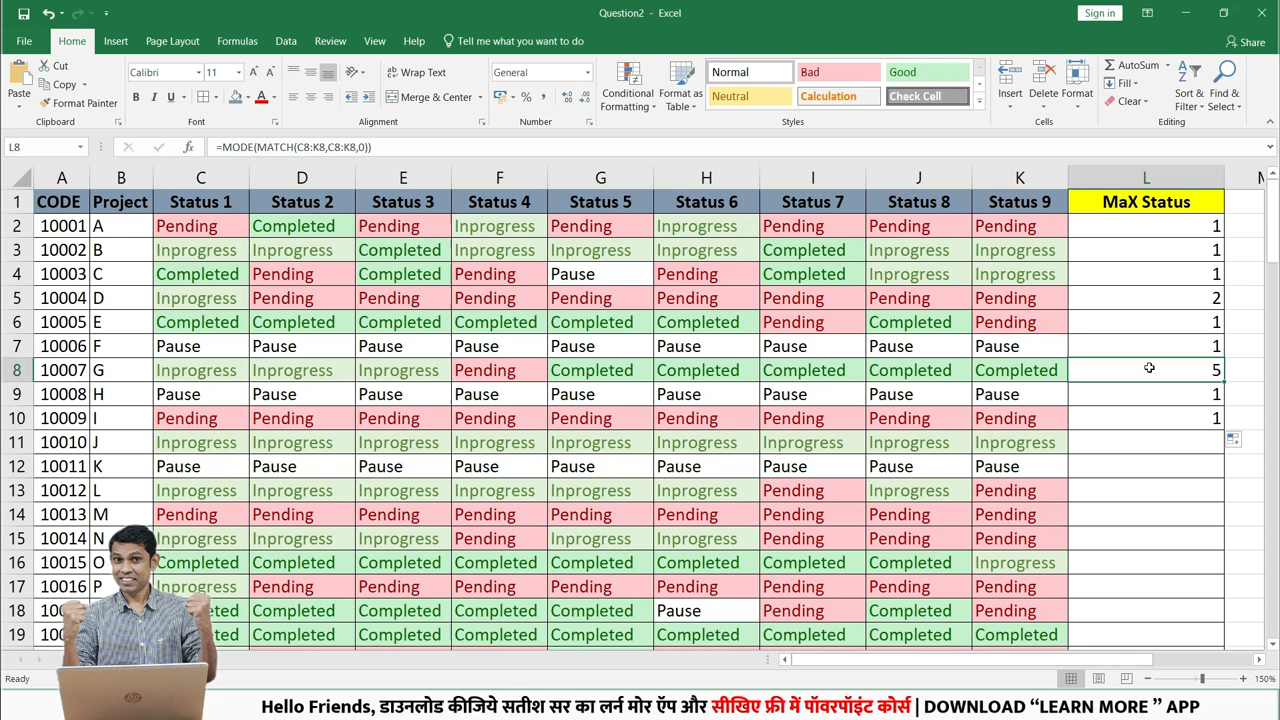 Question2 - Excel
Sign in
File Home Insert Page Layout Formulas Data Review View Help Tell me what you want to do Share
Cut Calibri 11 A A Wrap Text General Normal Bad Good AutoSum
Paste Copy Conditional Format as Insert Delete Format Fill Sort & Find &
Format Painter B I U A Merge & Center % , Formatting Table Neutral Calculation Check Cell Clear Filter Select
Clipboard Font Alignment Number Styles Cells Editing
L8 fx =MODE(MATCH(C8:K8,C8:K8,0))
A B C D E F G H I J K L
1 CODE Project Status 1 Status 2 Status 3 Status 4 Status 5 Status 6 Status 7 Status 8 Status 9 MaX Status
2 10001 A Pending Completed Pending Inprogress Pending Inprogress Pending Pending Pending 1
3 10002 B Inprogress Inprogress Completed Inprogress Inprogress Inprogress Completed Inprogress Inprogress 1
4 10003 C Completed Pending Completed Pending Pause Pending Completed Inprogress Inprogress 1
5 10004 D Inprogress Pending Pending Pending Pending Pending Pending Pending Pending 2
6 10005 E Completed Completed Completed Completed Completed Completed Pending Completed Pending 1
7 10006 F Pause Pause Pause Pause Pause Pause Pause Pause Pause 1
8 10007 G Inprogress Inprogress Inprogress Pending Completed Completed Completed Completed Completed 5
9 10008 H Pause Pause Pause Pause Pause Pause Pause Pause Pause 1
10 10009 I Pending Pending Pending Pending Pending Pending Pending Pending Pending 1
11 10010 J Inprogress Inprogress Inprogress Inprogress Inprogress Inprogress Inprogress Inprogress Inprogress
12 10011 K Pause Pause Pause Pause Pause Pause Pause Pause Pause
13 10012 L Inprogress Inprogress Inprogress Inprogress Inprogress Inprogress Pending Inprogress Pending
14 10013 M Pending Pending Pending Pending Pending Pending Pending Pending Pending
15 10014 N Inprogress Inprogress Inprogress Pending Inprogress Inprogress Pending Pending Pending
16 10015 O Completed Completed Completed Completed Completed Completed Completed Completed Inprogress
17 10016 P Inprogress Pending Pending Pending Pending Pending Pending Pending Pending
18 Completed Completed Completed Completed Pause Pending Completed Pending
19 Completed Completed Completed Completed Completed Completed Completed Completed
Ready 150%
hp
Hello Friends, डाउनलोड कीजिये सतीश सर का लर्न मोर ऍप और सीखिए फ्री में पॉवरपॉइंट कोर्स | DOWNLOAD “LEARN MORE ” APP